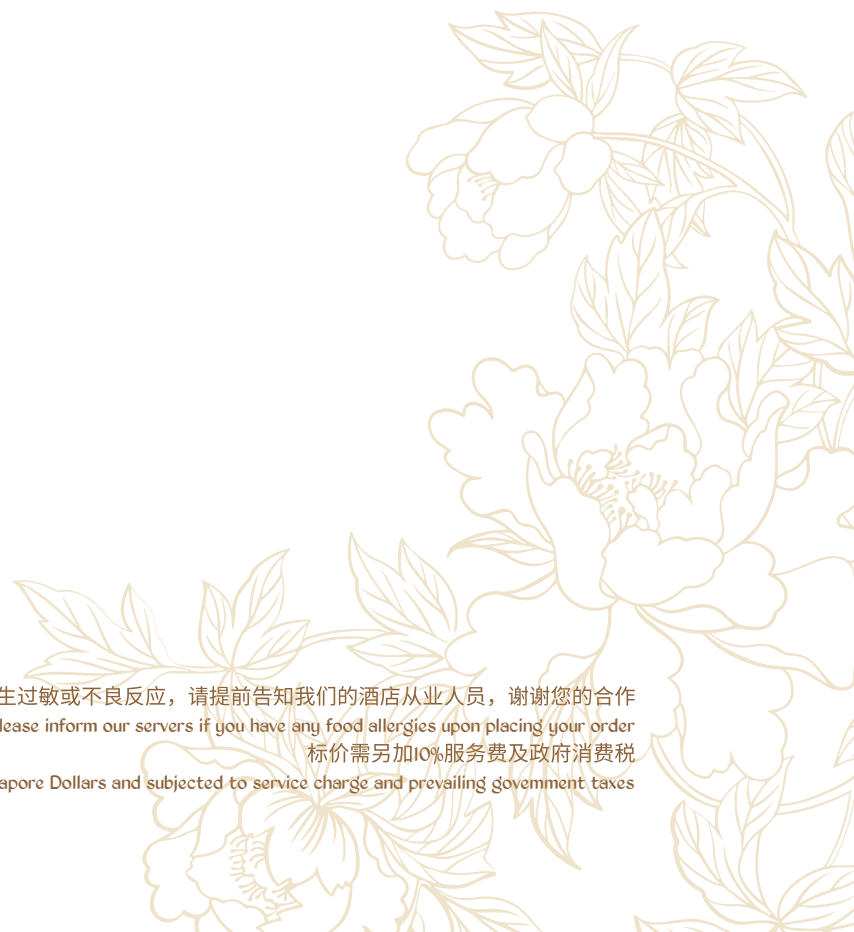 生过敏或不良反应，请提前告知我们的酒店从业人员，谢谢您的合作
lease inform our servers if you have any food allergies upon placing your order
标价需另加10%服务费及政府消费税
apore Dollars and subjected to service charge and prevailing govemment taxes